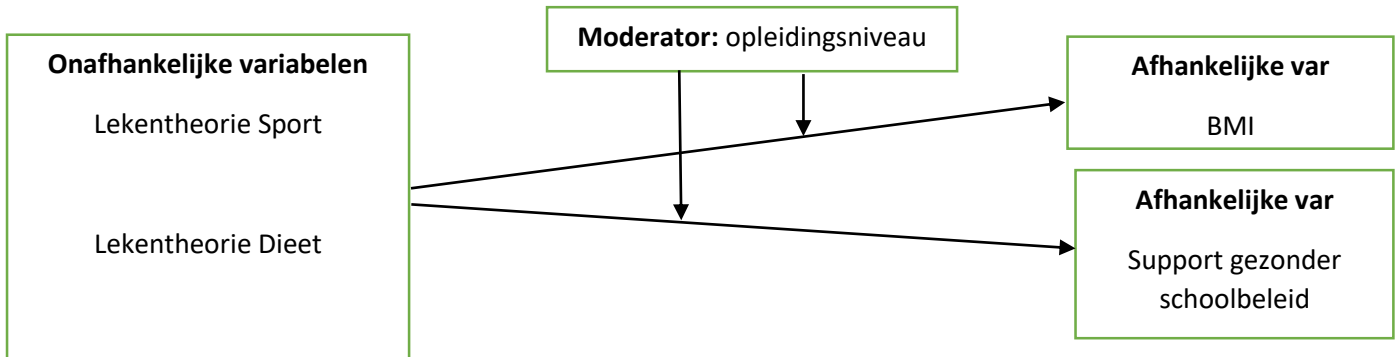 Onafhankelijke variabelen
Lekentheorie Sport
Lekentheorie Dieet
Moderator: opleidingsniveau
Afhankelijke var
BMI
Afhankelijke var
Support gezonder
schoolbeleid